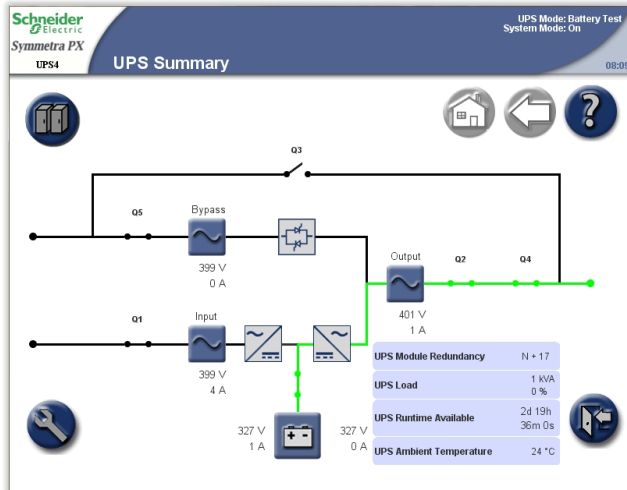 Schneider
Electric
Symmetra PX
UPS4
UPS Summary
UPS Mode: Battery Test
System Mode: On
08:09
Q3
Q5
Bypass
399 V
0 A
Output
Q2
Q4
401 V
1 A
Q1
Input
399 V
4 A
327 V
1 A
327 V
0 A
UPS Module Redundancy N + 17
UPS Load 1 kVA
0 %
UPS Runtime Available 2d 19h
36m 0s
UPS Ambient Temperature 24 °C